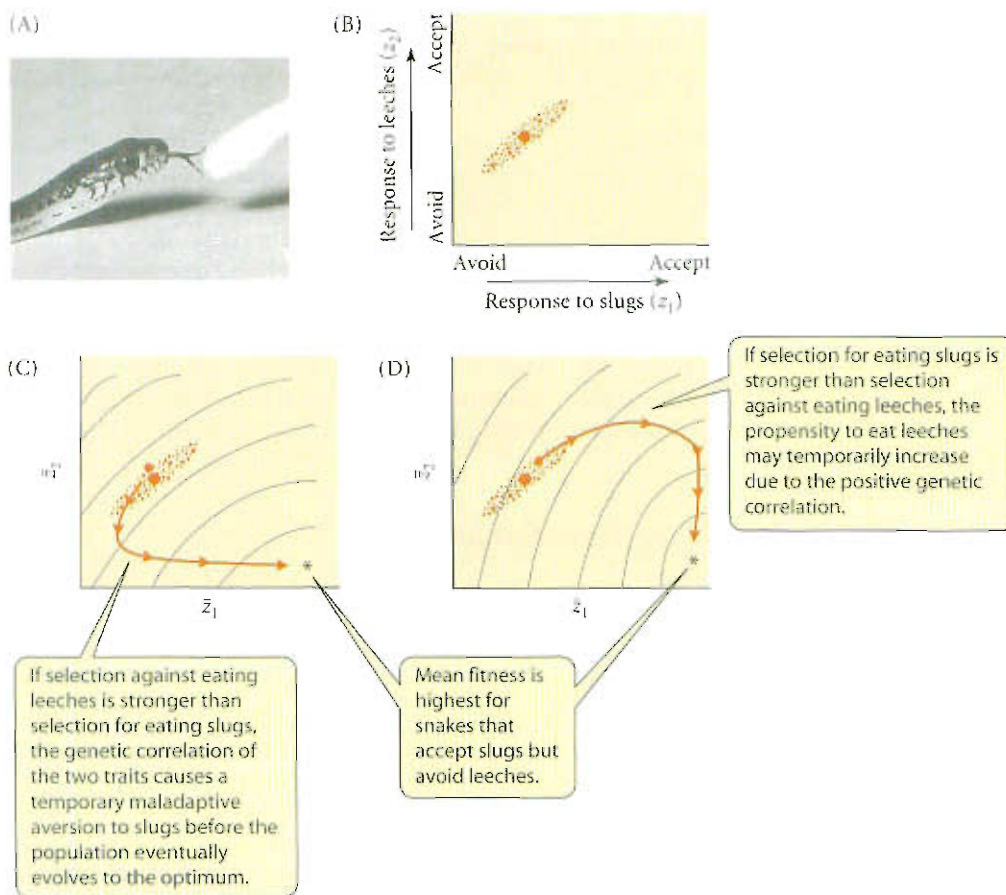 (A)
(B)
Response to leeches (z₂)
Avoid
Accept
Avoid
Accept
Response to slugs (z₁)
(C)
z̄₂
z̄₁
(D)
z̄₂
z̄₁
If selection for eating slugs is
stronger than selection
against eating leeches, the
propensity to eat leeches
may temporarily increase
due to the positive genetic
correlation.
*
*
If selection against eating
leeches is stronger than
selection for eating slugs,
the genetic correlation of
the two traits causes a
temporary maladaptive
aversion to slugs before the
population eventually
evolves to the optimum.
Mean fitness is
highest for
snakes that
accept slugs but
avoid leeches.